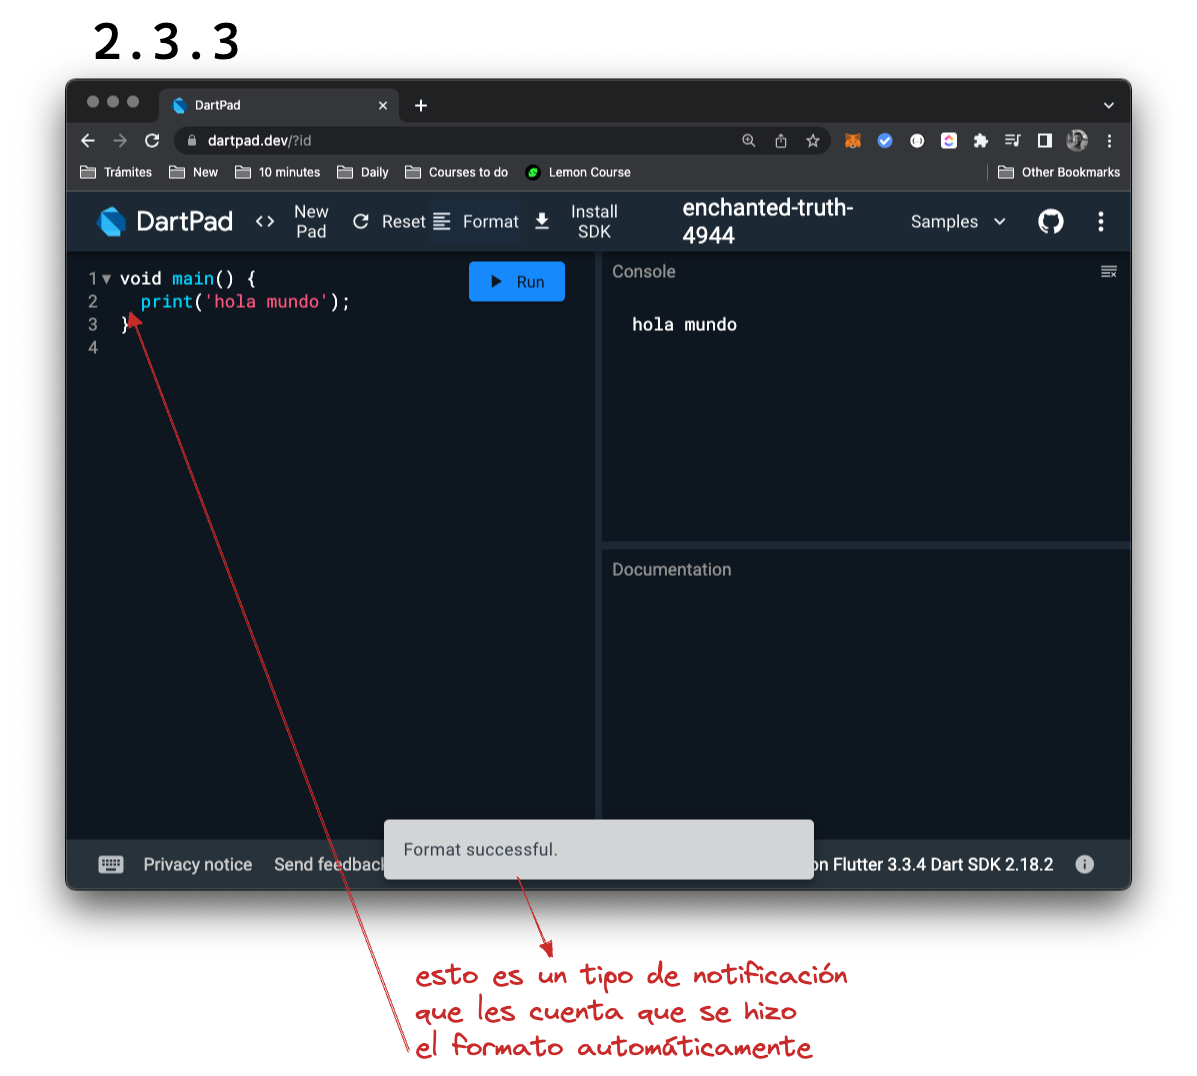 2.3.3
DartPad
dartpad.dev/?id
Trámites New 10 minutes Daily Courses to do Lemon Course Other Bookmarks
DartPad <> New Pad Reset Format Install SDK enchanted-truth-4944 Samples
1 void main() {
2 print('hola mundo');
3 }
4
Run
Console
hola mundo
Documentation
Privacy notice Send feedback
Format successful.
on Flutter 3.3.4 Dart SDK 2.18.2
esto es un tipo de notificación
que les cuenta que se hizo
el formato automáticamente